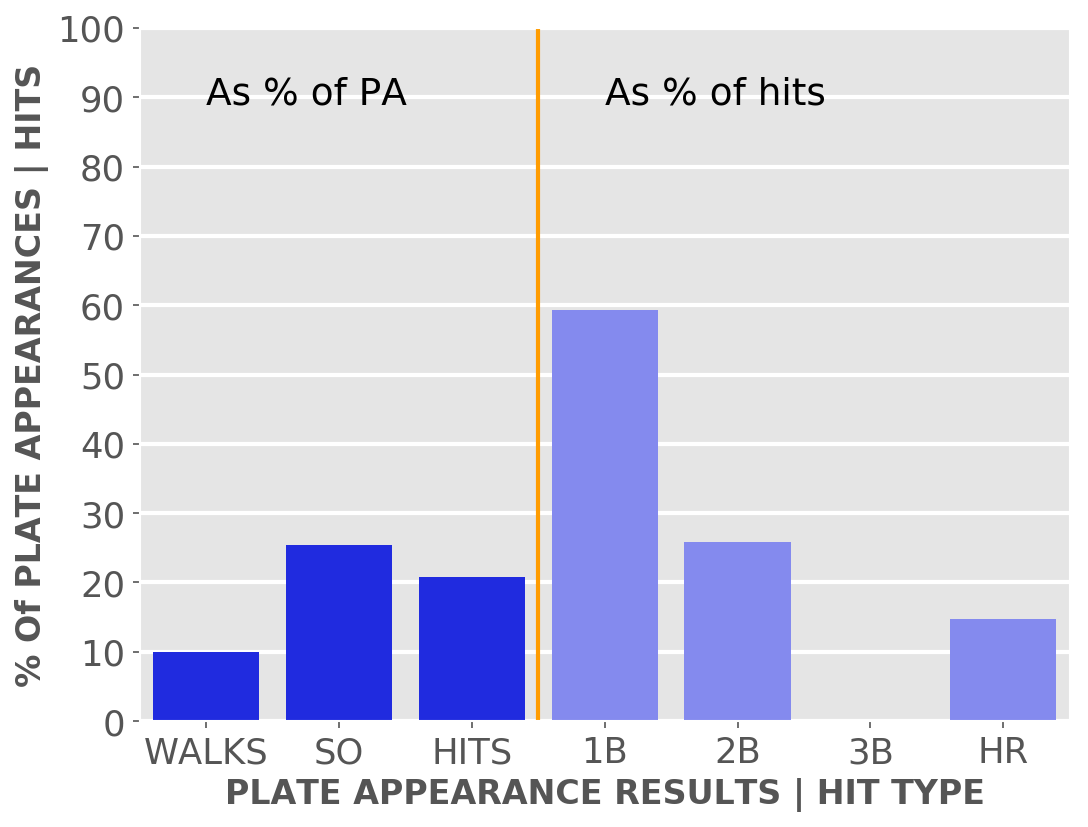 % Of PLATE APPEARANCES | HITS
100
90
80
70
60
50
40
30
20
10
0
As % of PA
As % of hits
WALKS SO HITS 1B 2B 3B HR
PLATE APPEARANCE RESULTS | HIT TYPE